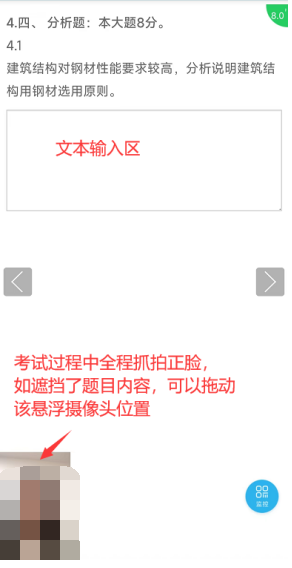 4.四、 分析题：本大题8分。
8.0'
4.1
建筑结构对钢材性能要求较高，分析说明建筑结
构用钢材选用原则。
文本输入区
考试过程中全程抓拍正脸，
如遮挡了题目内容，可以拖动
该悬浮摄像头位置